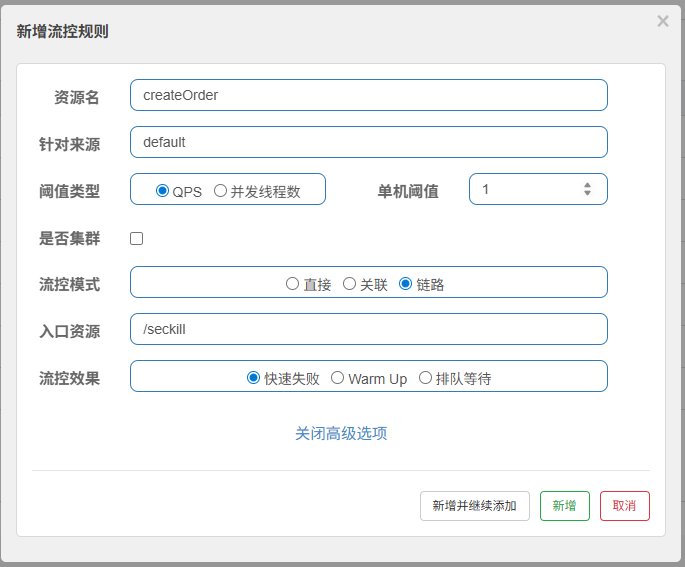 新增流控规则
×
资源名 createOrder
针对来源 default
阈值类型 QPS 并发线程数 单机阈值 1
是否集群
流控模式 直接 关联 链路
入口资源 /seckill
流控效果 快速失败 Warm Up 排队等待
关闭高级选项
新增并继续添加 新增 取消